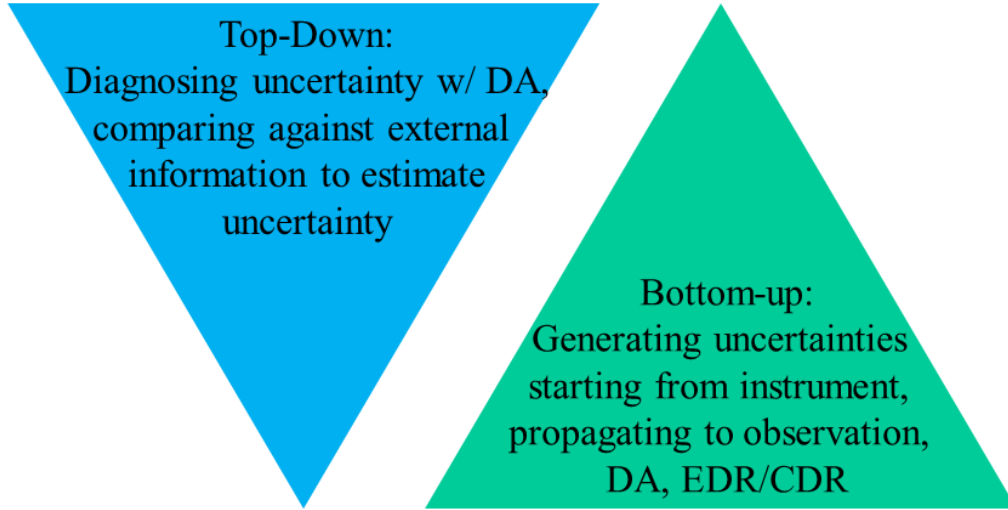 Top-Down:
Diagnosing uncertainty w/ DA,
comparing against external
information to estimate
uncertainty
Bottom-up:
Generating uncertainties
starting from instrument,
propagating to observation,
DA, EDR/CDR